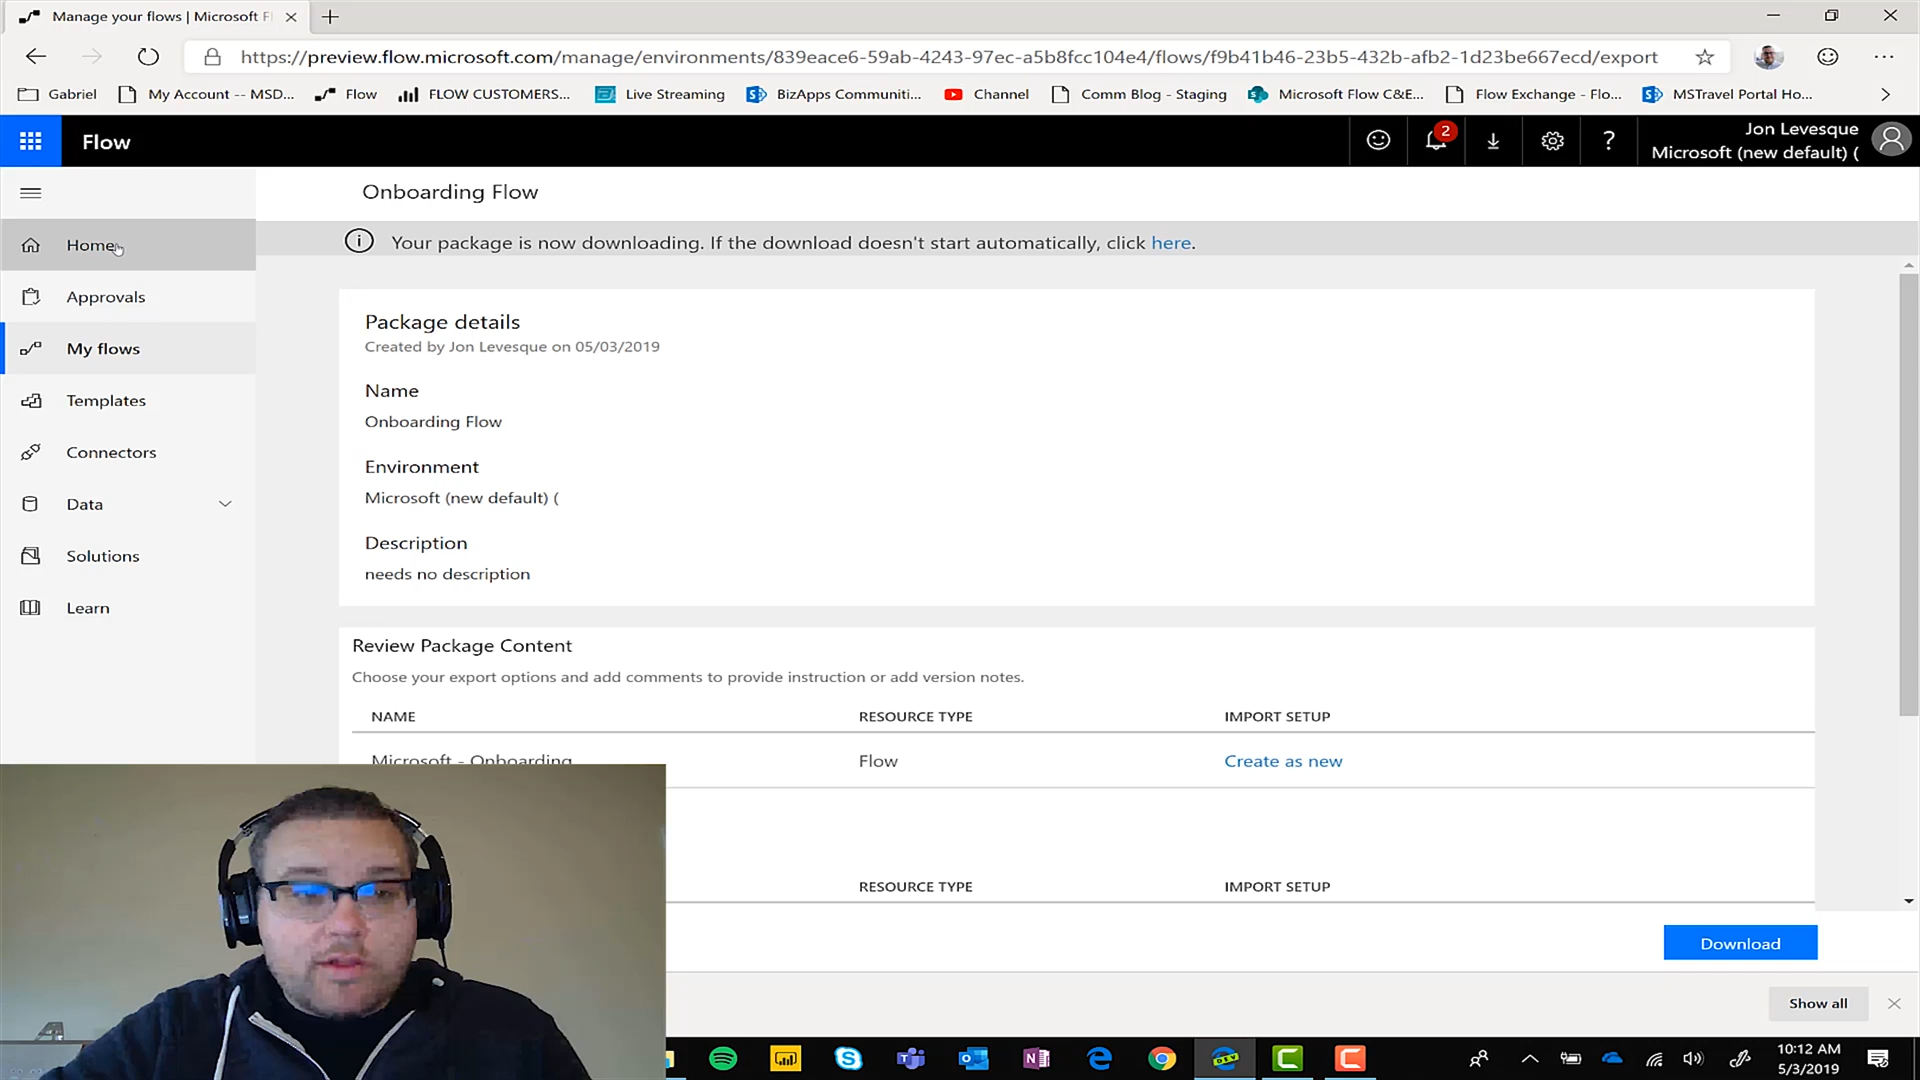 Manage your flows | Microsoft Fl
https://preview.flow.microsoft.com/manage/environments/839eace6-59ab-4243-97ec-a5b8fcc104e4/flows/f9b41b46-23b5-432b-afb2-1d23be667ecd/export
Gabriel
My Account -- MSD...
Flow
FLOW CUSTOMERS...
Live Streaming
BizApps Communiti...
Channel
Comm Blog - Staging
Microsoft Flow C&E...
Flow Exchange - Flo...
MSTravel Portal Ho...
Flow
2
?
Jon Levesque
Microsoft (new default) (
Home
Approvals
My flows
Templates
Connectors
Data
Solutions
Learn
Onboarding Flow
Your package is now downloading. If the download doesn't start automatically, click here.
Package details
Created by Jon Levesque on 05/03/2019
Name
Onboarding Flow
Environment
Microsoft (new default) (
Description
needs no description
Review Package Content
Choose your export options and add comments to provide instruction or add version notes.
NAME RESOURCE TYPE IMPORT SETUP
Microsoft - Onboarding Flow Create as new
RESOURCE TYPE IMPORT SETUP
Download
Show all
10:12 AM
5/3/2019